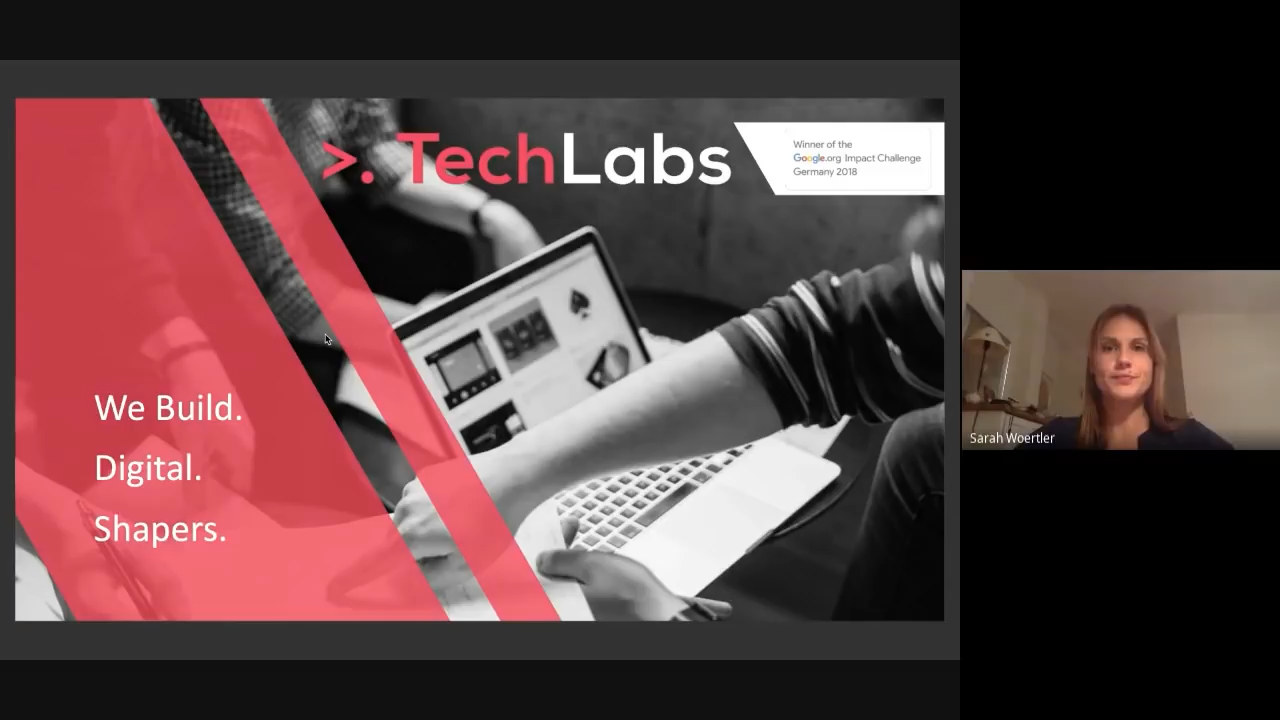 >. TechLabs
Winner of the
Google.org Impact Challenge
Germany 2018
We Build.
Digital.
Shapers.
Sarah Woertler